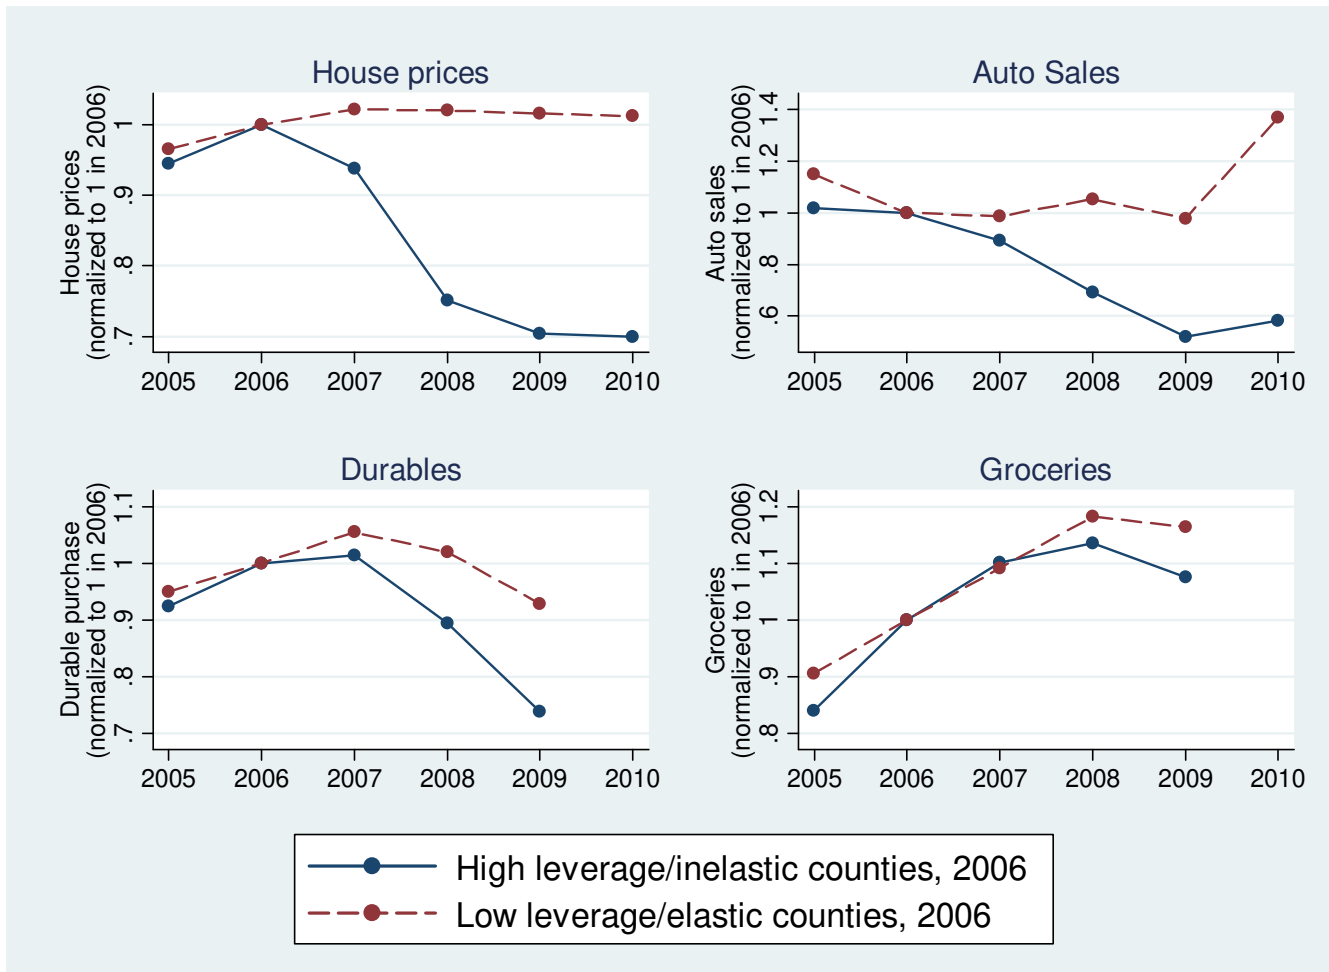 House prices
House prices
(normalized to 1 in 2006)
1
.9
.8
.7
2005 2006 2007 2008 2009 2010
Auto Sales
Auto sales
(normalized to 1 in 2006)
1.4
1.2
1
.8
.6
2005 2006 2007 2008 2009 2010
Durables
Durable purchase
(normalized to 1 in 2006)
1.1
1
.9
.8
.7
2005 2006 2007 2008 2009 2010
Groceries
Groceries
(normalized to 1 in 2006)
1.2
1.1
1
.9
.8
2005 2006 2007 2008 2009 2010
High leverage/inelastic counties, 2006
Low leverage/elastic counties, 2006